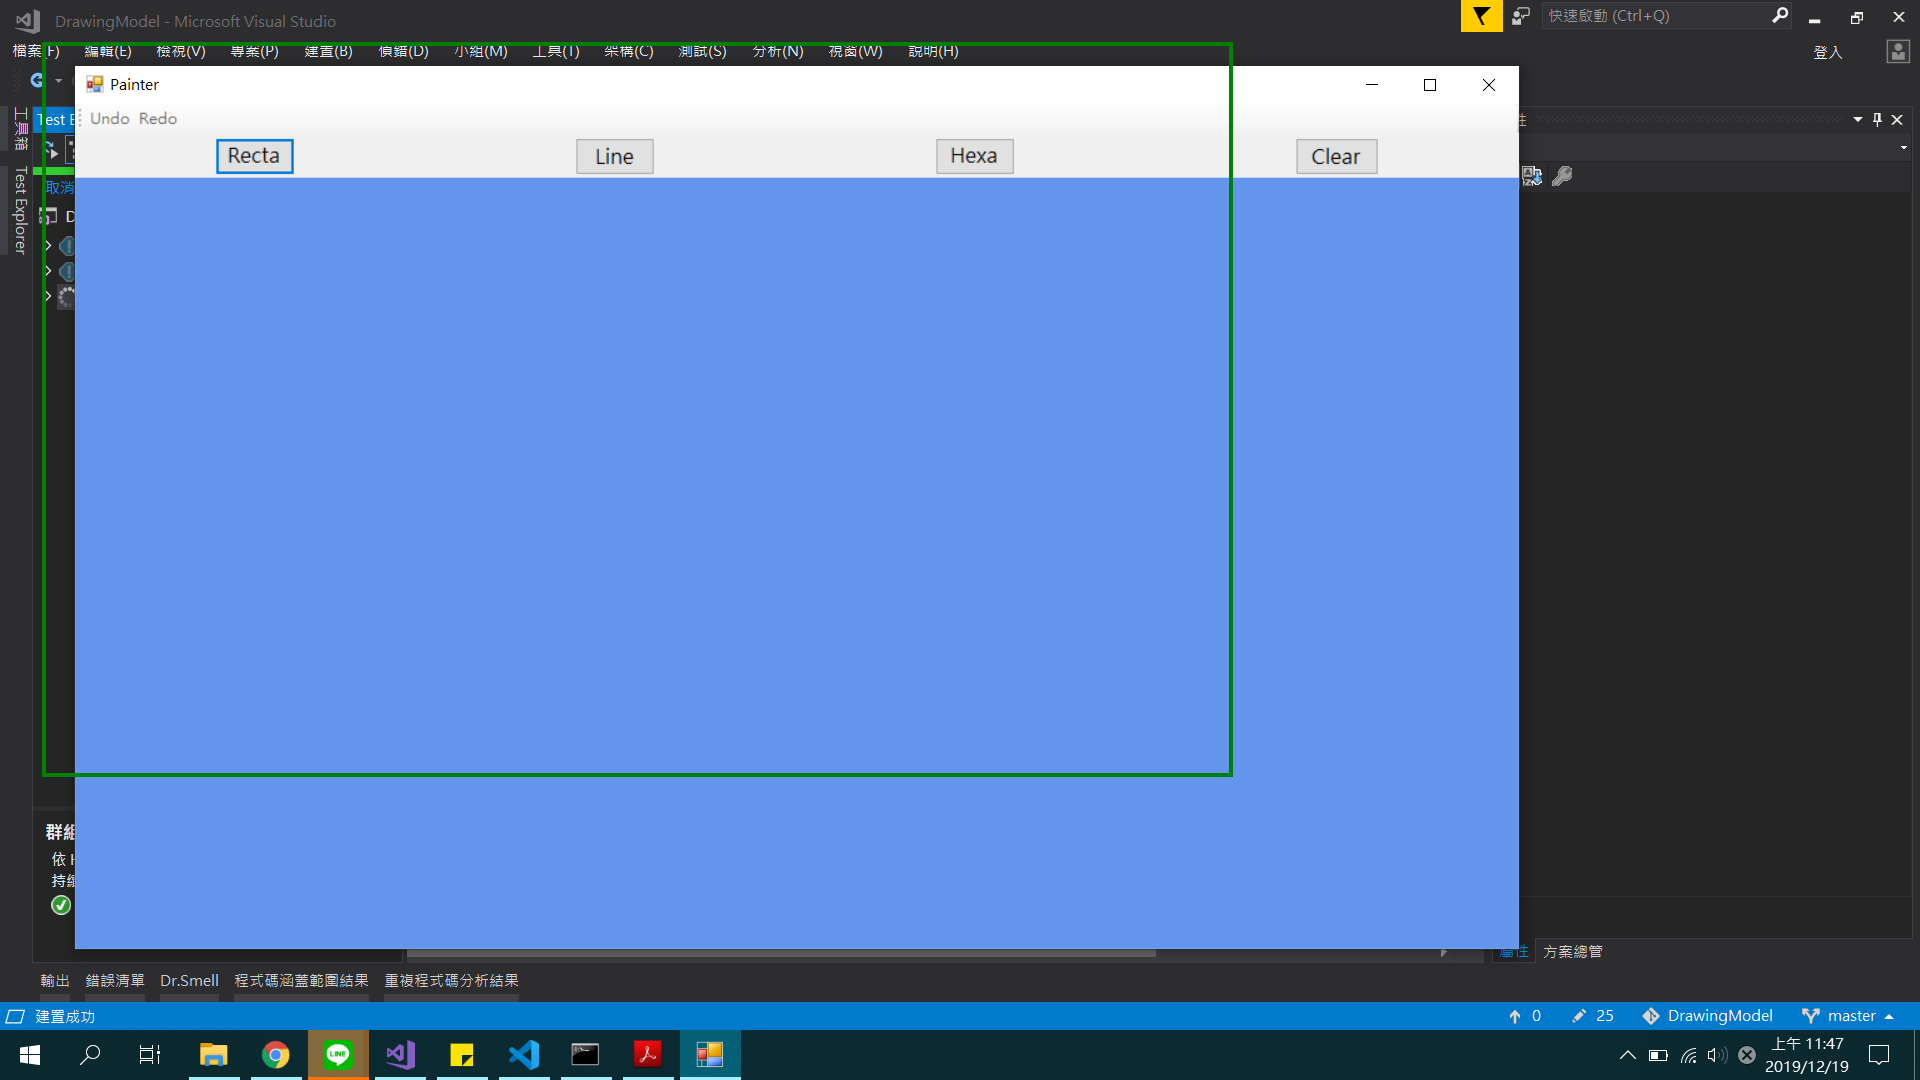 DrawingModel - Microsoft Visual Studio
快速啟動 (Ctrl+Q)
檔案(F) 編輯(E) 檢視(V) 專案(P) 建置(B) 偵錯(D) 小組(M) 工具(T) 架構(C) 測試(S) 分析(N) 視窗(W) 說明(H)
登入
Painter
工具箱
Test Explorer
Test E
Undo Redo
Recta
Line
Hexa
Clear
取消
D
群組
依 H
持續
屬性
方案總管
輸出 錯誤清單 Dr.Smell 程式碼涵蓋範圍結果 重複程式碼分析結果
建置成功
0
25
DrawingModel
master
LINE
上午 11:47
2019/12/19